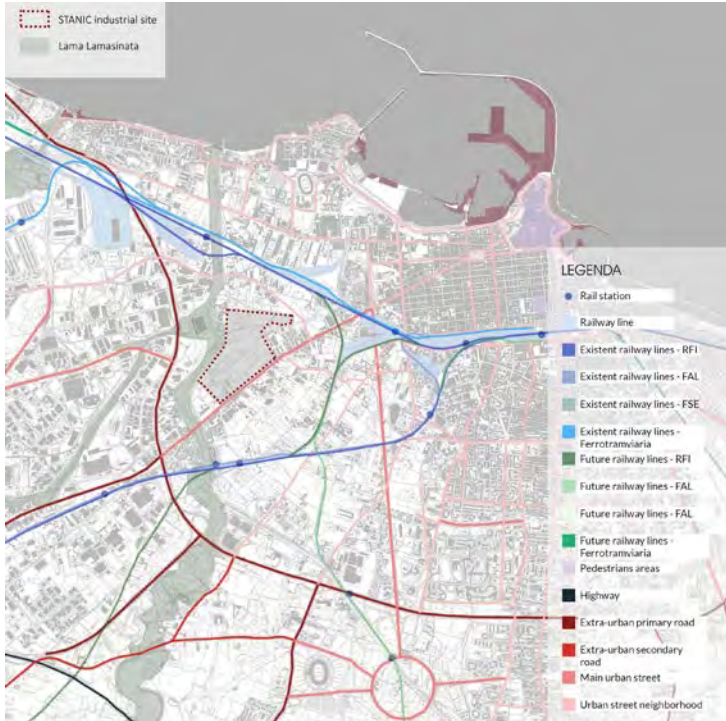 STANIC industrial site
Lama Lamasinata
LEGENDA
Rail station
Railway line
Existent railway lines - RFI
Existent railway lines - FAL
Existent railway lines - FSE
Existent railway lines -
Ferrotramviaria
Future railway lines - RFI
Future railway lines - FAL
Future railway lines - FAL
Future railway lines -
Ferrotramviaria
Pedestrians areas
Highway
Extra-urban primary road
Extra-urban secondary
road
Main urban street
Urban street neighborhood